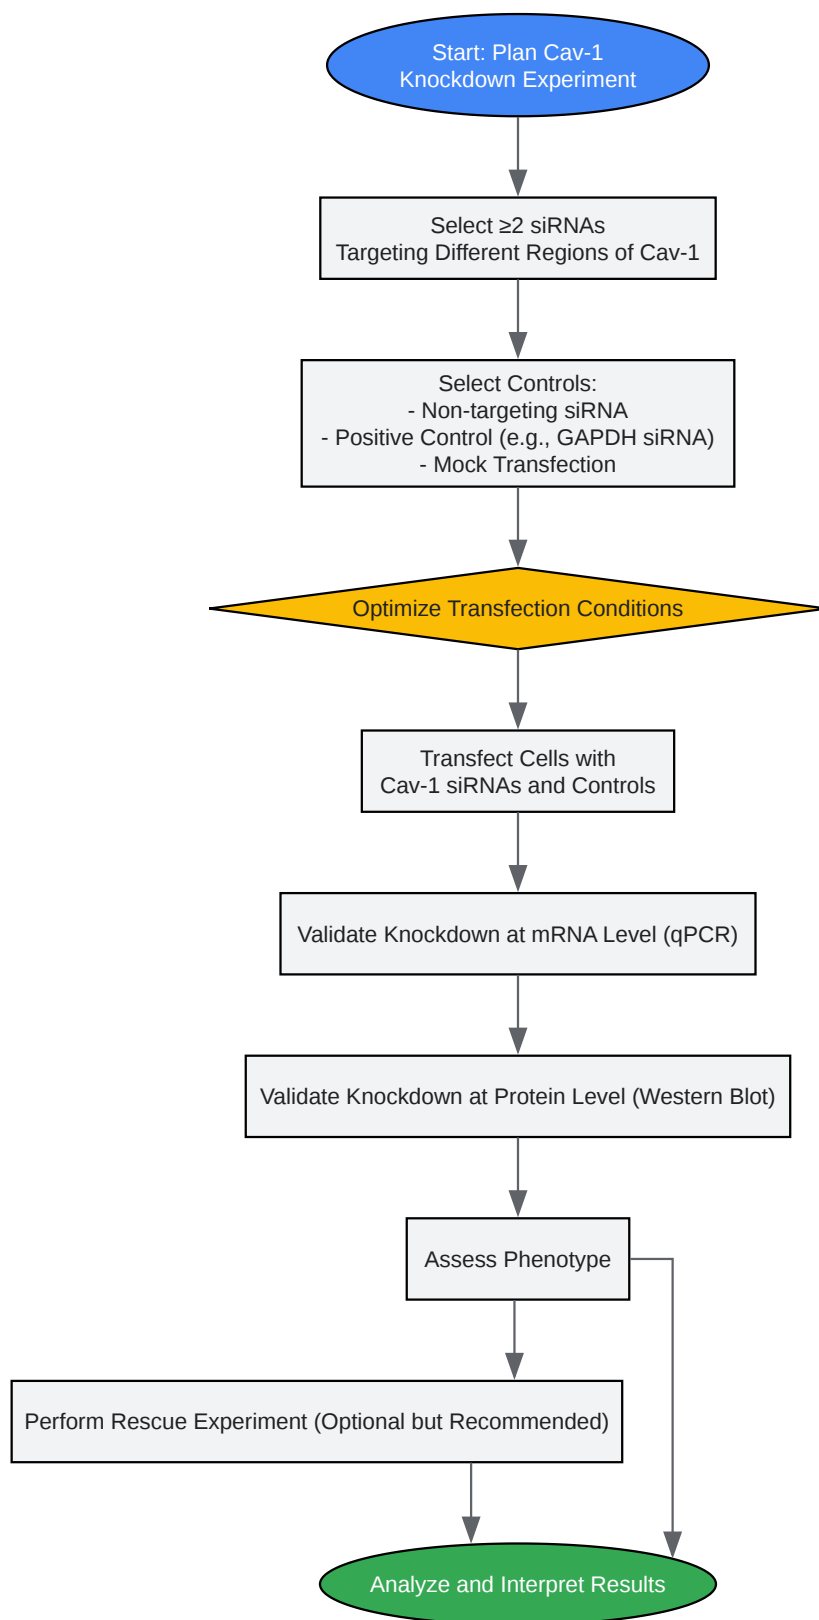 Start: Plan Cav-1
Knockdown Experiment
Select ≥2 siRNAs
Targeting Different Regions of Cav-1
Select Controls:
- Non-targeting siRNA
- Positive Control (e.g., GAPDH siRNA)
- Mock Transfection
Optimize Transfection Conditions
Transfect Cells with
Cav-1 siRNAs and Controls
Validate Knockdown at mRNA Level (qPCR)
Validate Knockdown at Protein Level (Western Blot)
Assess Phenotype
Perform Rescue Experiment (Optional but Recommended)
Analyze and Interpret Results